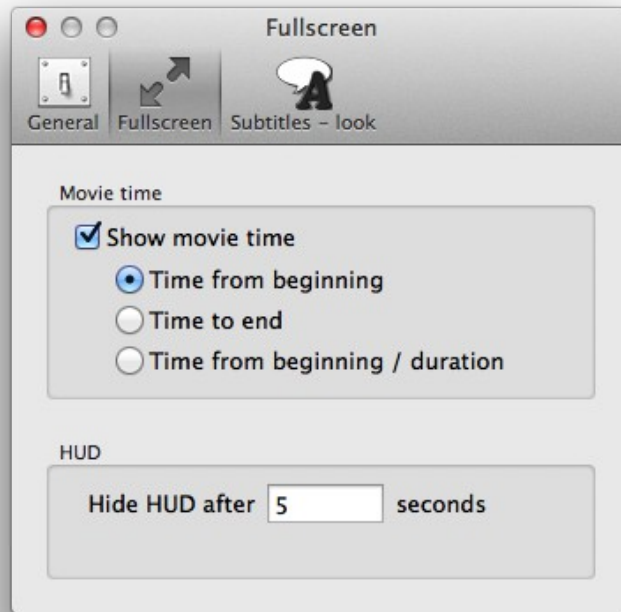 Fullscreen
General Fullscreen Subtitles – look
Movie time
Show movie time
Time from beginning
Time to end
Time from beginning / duration
HUD
Hide HUD after 5 seconds